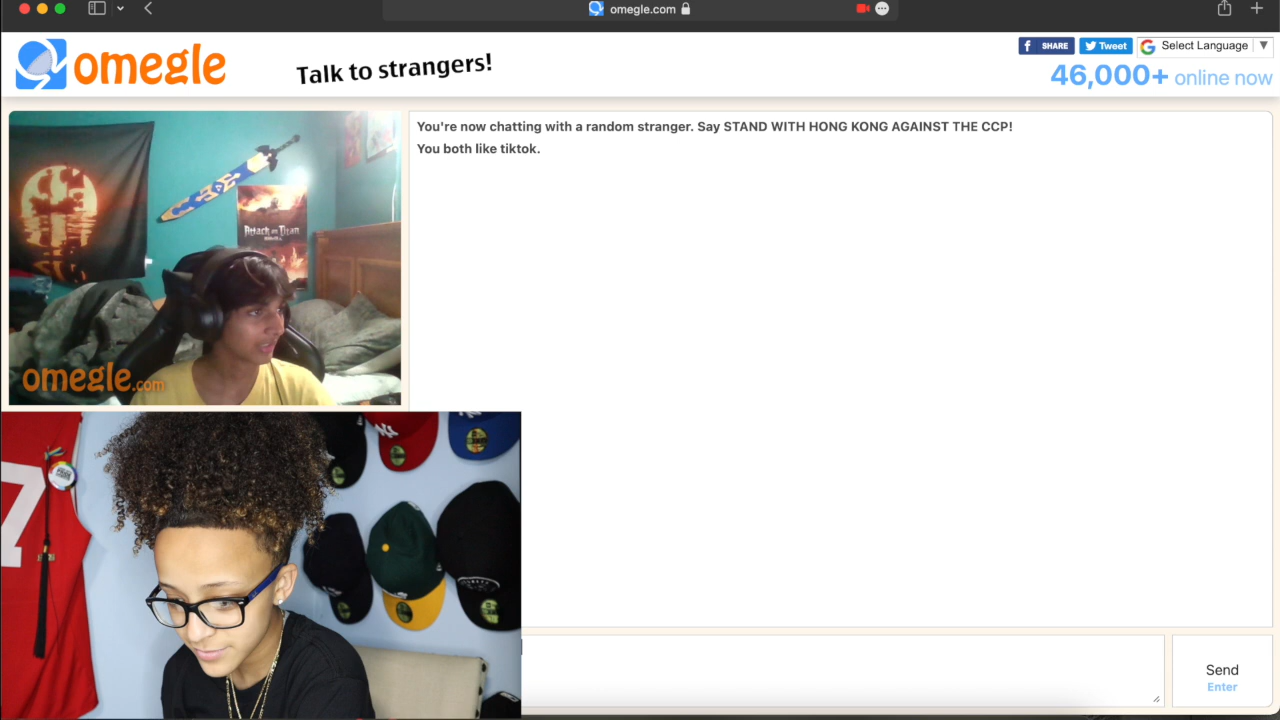 omegle.com
omegle
Talk to strangers!
SHARE
Tweet
Select Language
46,000+ online now
You're now chatting with a random stranger. Say STAND WITH HONG KONG AGAINST THE CCP!
You both like tiktok.
Attack on Titan
omegle.com
7
Send
Enter